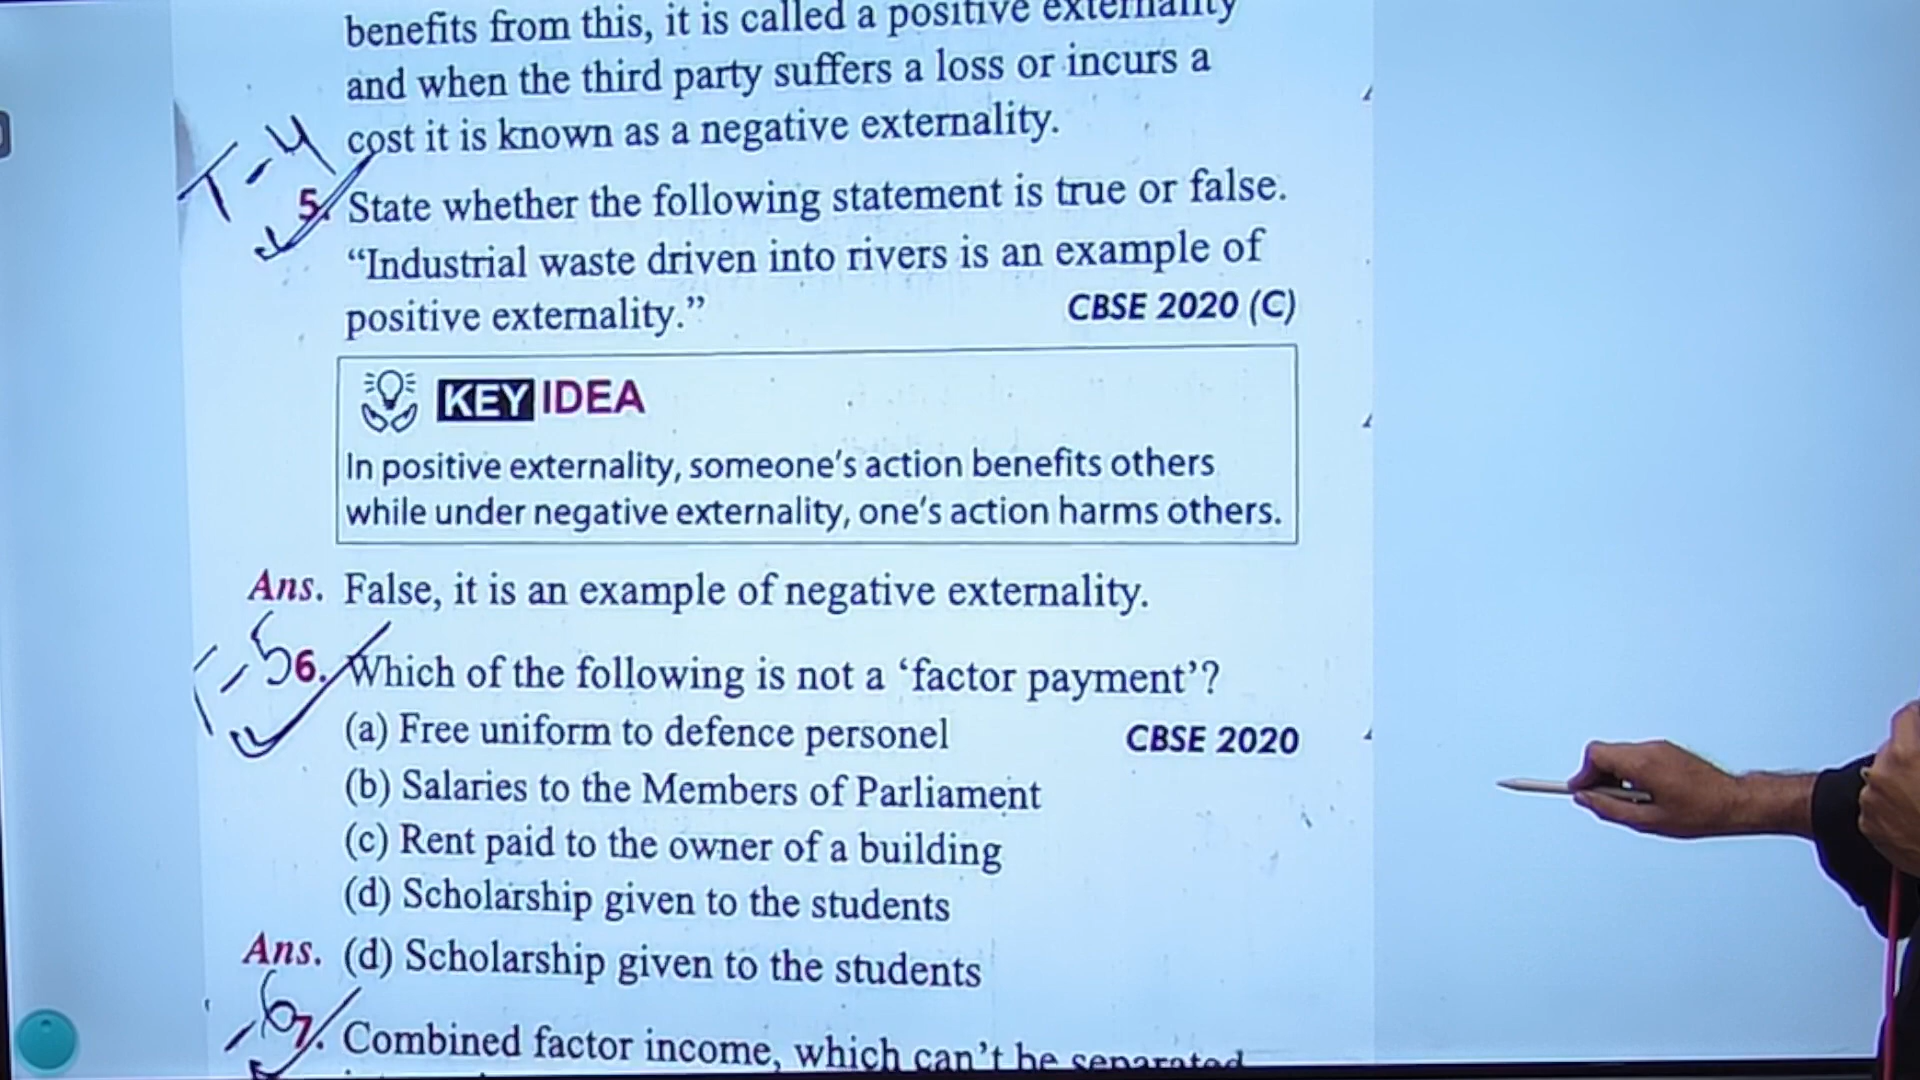 benefits from this, it is called a positive externality
and when the third party suffers a loss or incurs a
cost it is known as a negative externality.
T-4
5. State whether the following statement is true or false.
“Industrial waste driven into rivers is an example of
positive externality.” CBSE 2020 (C)
KEY IDEA
In positive externality, someone's action benefits others
while under negative externality, one's action harms others.
Ans. False, it is an example of negative externality.
T-5
6. Which of the following is not a ‘factor payment’?
(a) Free uniform to defence personel CBSE 2020
(b) Salaries to the Members of Parliament
(c) Rent paid to the owner of a building
(d) Scholarship given to the students
Ans. (d) Scholarship given to the students
-6
7. Combined factor income, which can’t be separated